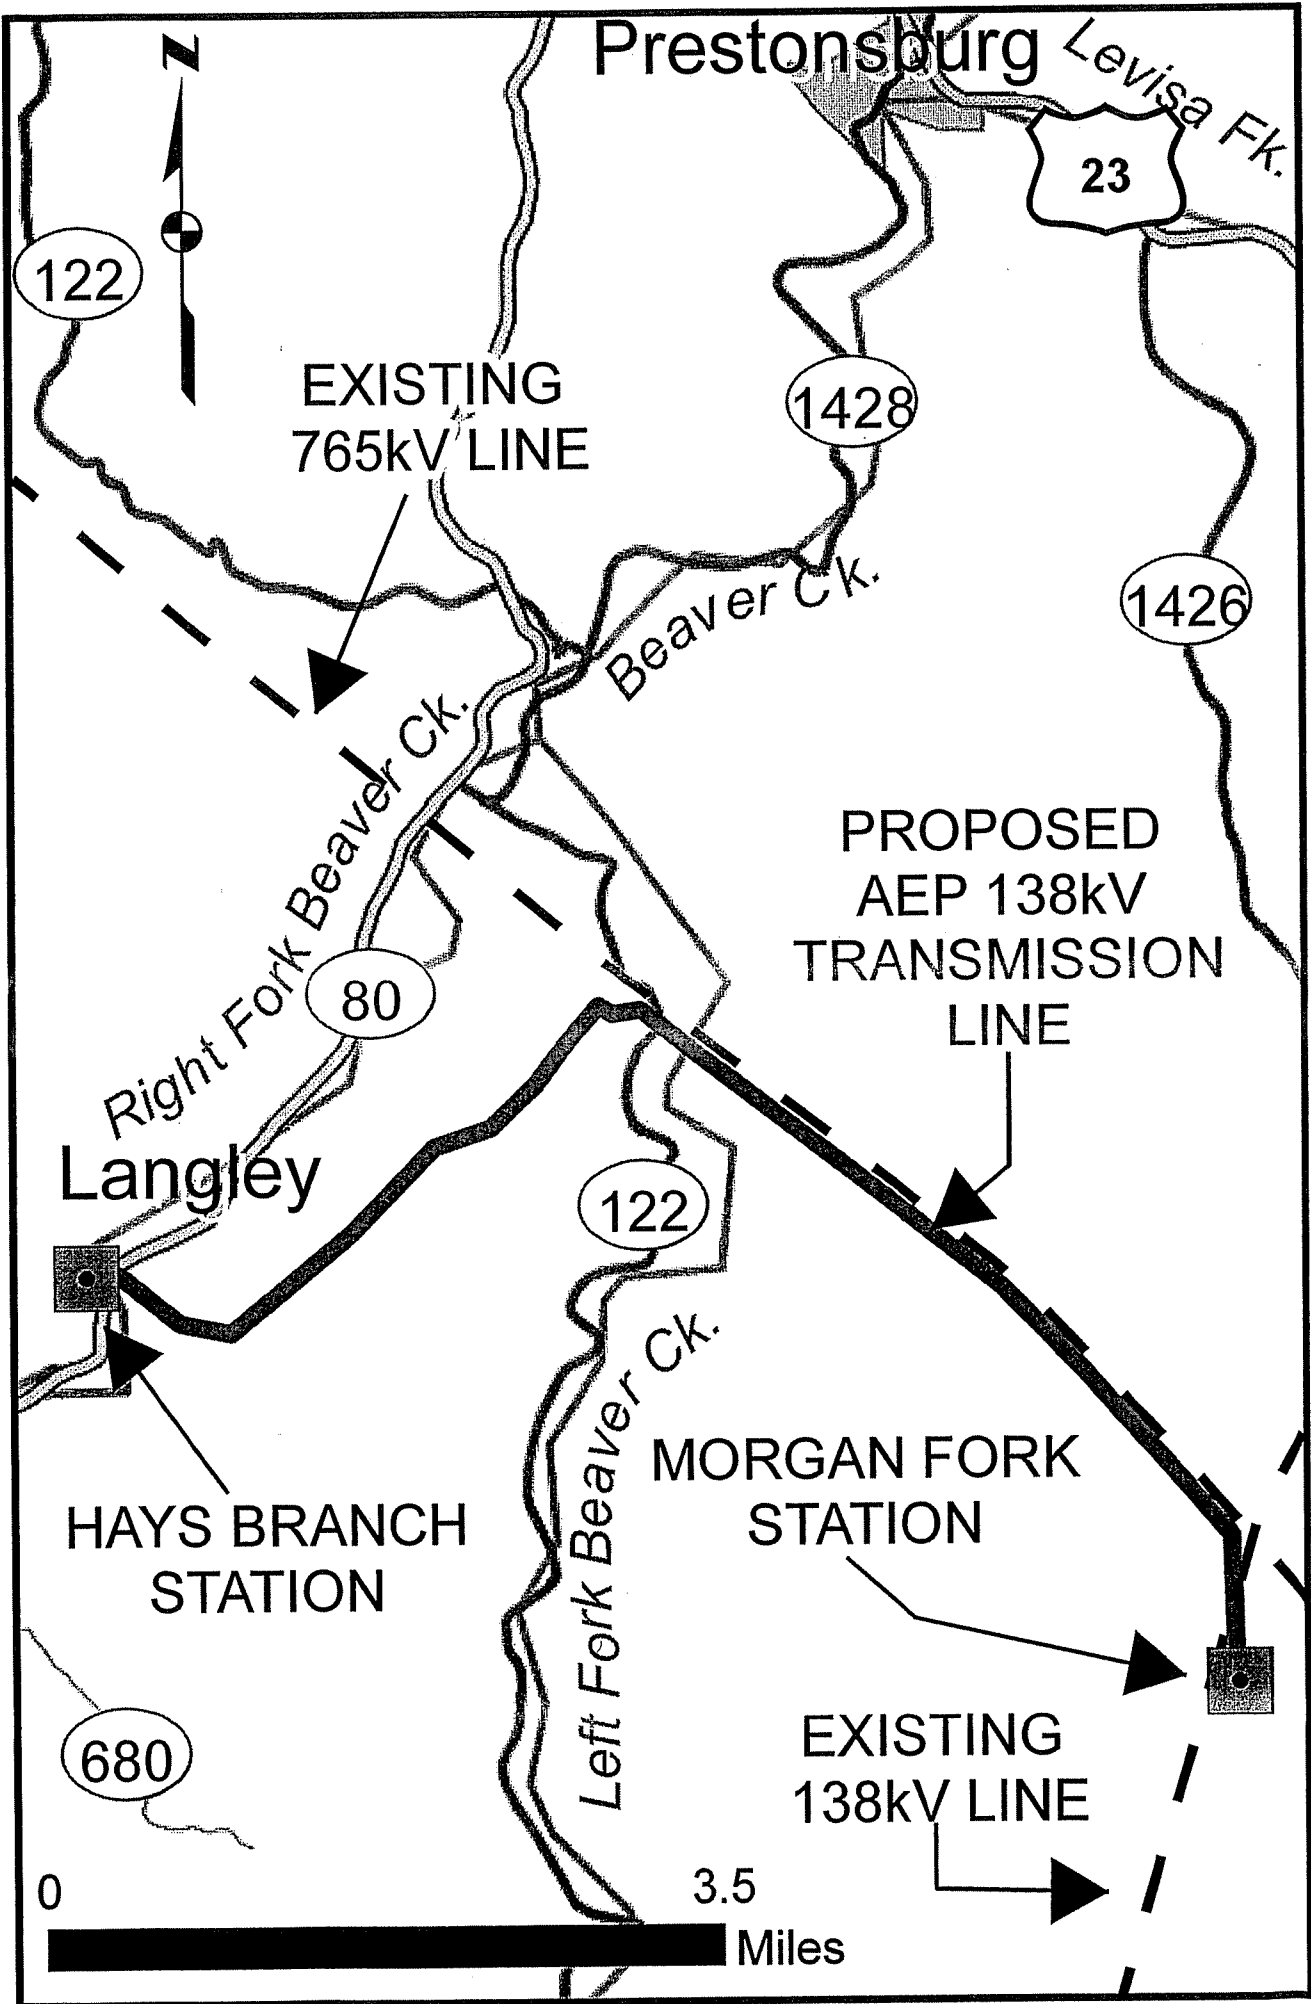 Prestonsburg
Levisa Fk.
N
23
122
EXISTING
765kV LINE
1428
1426
Beaver Ck.
Right Fork Beaver Ck.
PROPOSED
AEP 138kV
TRANSMISSION
LINE
80
Langley
122
Left Fork Beaver Ck.
MORGAN FORK
STATION
HAYS BRANCH
STATION
680
EXISTING
138kV LINE
0
3.5
Miles